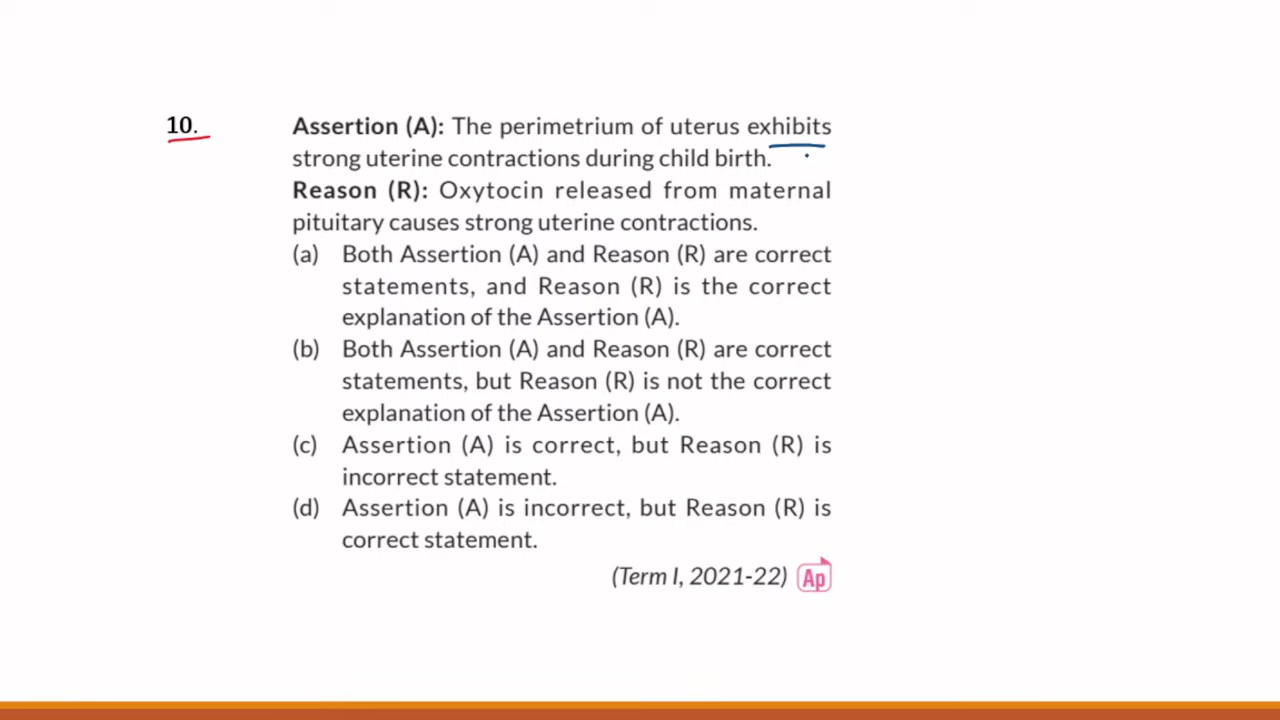 10.
Assertion (A): The perimetrium of uterus exhibits
strong uterine contractions during child birth.
Reason (R): Oxytocin released from maternal
pituitary causes strong uterine contractions.
(a) Both Assertion (A) and Reason (R) are correct
statements, and Reason (R) is the correct
explanation of the Assertion (A).
(b) Both Assertion (A) and Reason (R) are correct
statements, but Reason (R) is not the correct
explanation of the Assertion (A).
(c) Assertion (A) is correct, but Reason (R) is
incorrect statement.
(d) Assertion (A) is incorrect, but Reason (R) is
correct statement.
(Term I, 2021-22) Ap